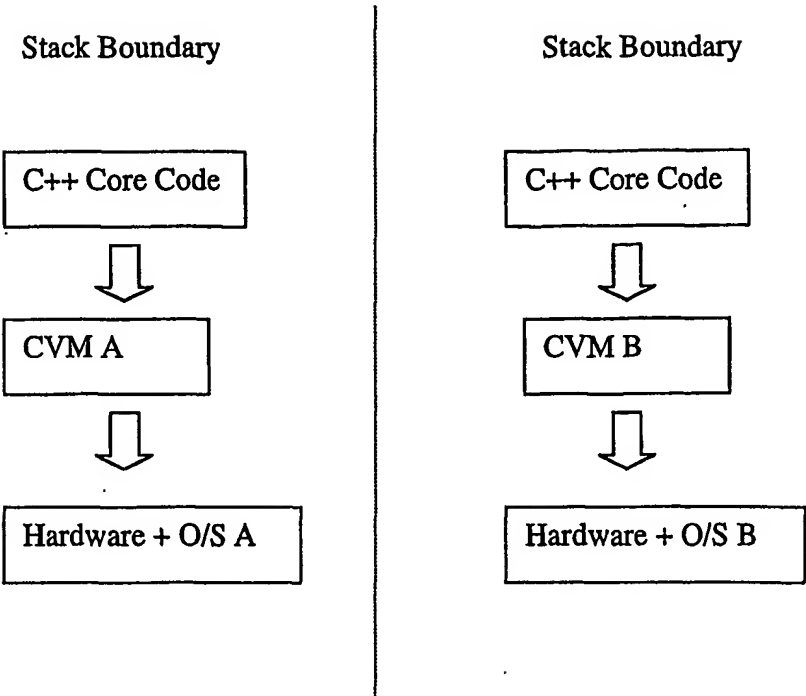 Stack Boundary
C++ Core Code
CVM A
Hardware + O/S A
Stack Boundary
C++ Core Code
CVM B
Hardware + O/S B